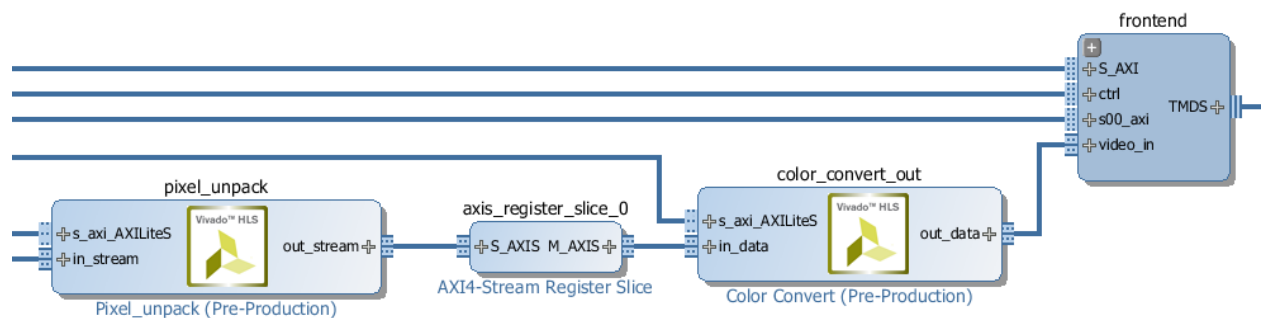 frontend
S_AXI
ctrl
TMDS
s00_axi
video_in
pixel_unpack
Vivado™ HLS
s_axi_AXILiteS
out_stream
in_stream
Pixel_unpack (Pre-Production)
axis_register_slice_0
S_AXIS M_AXIS
AXI4-Stream Register Slice
color_convert_out
Vivado™ HLS
s_axi_AXILiteS
out_data
in_data
Color Convert (Pre-Production)